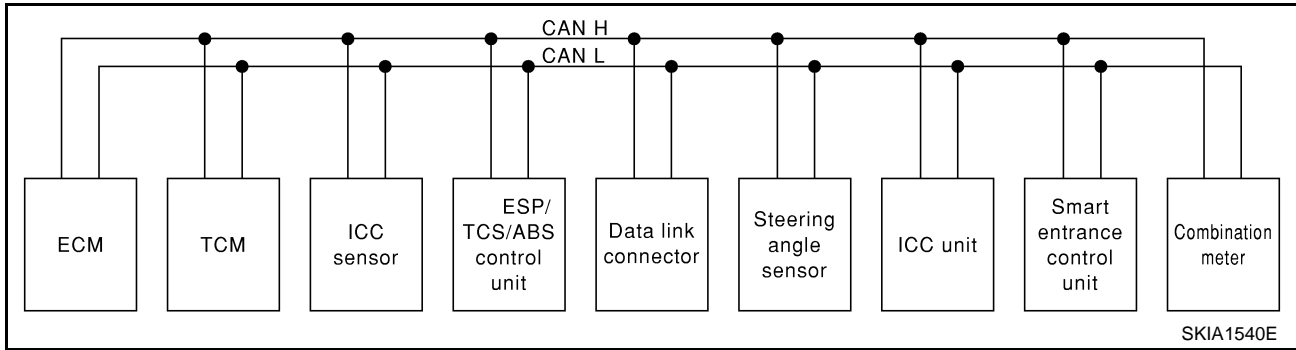 CAN H
CAN L
ECM
TCM
ICC
sensor
ESP/
TCS/ABS
control
unit
Data link
connector
Steering
angle
sensor
ICC unit
Smart
entrance
control
unit
Combination
meter
SKIA1540E